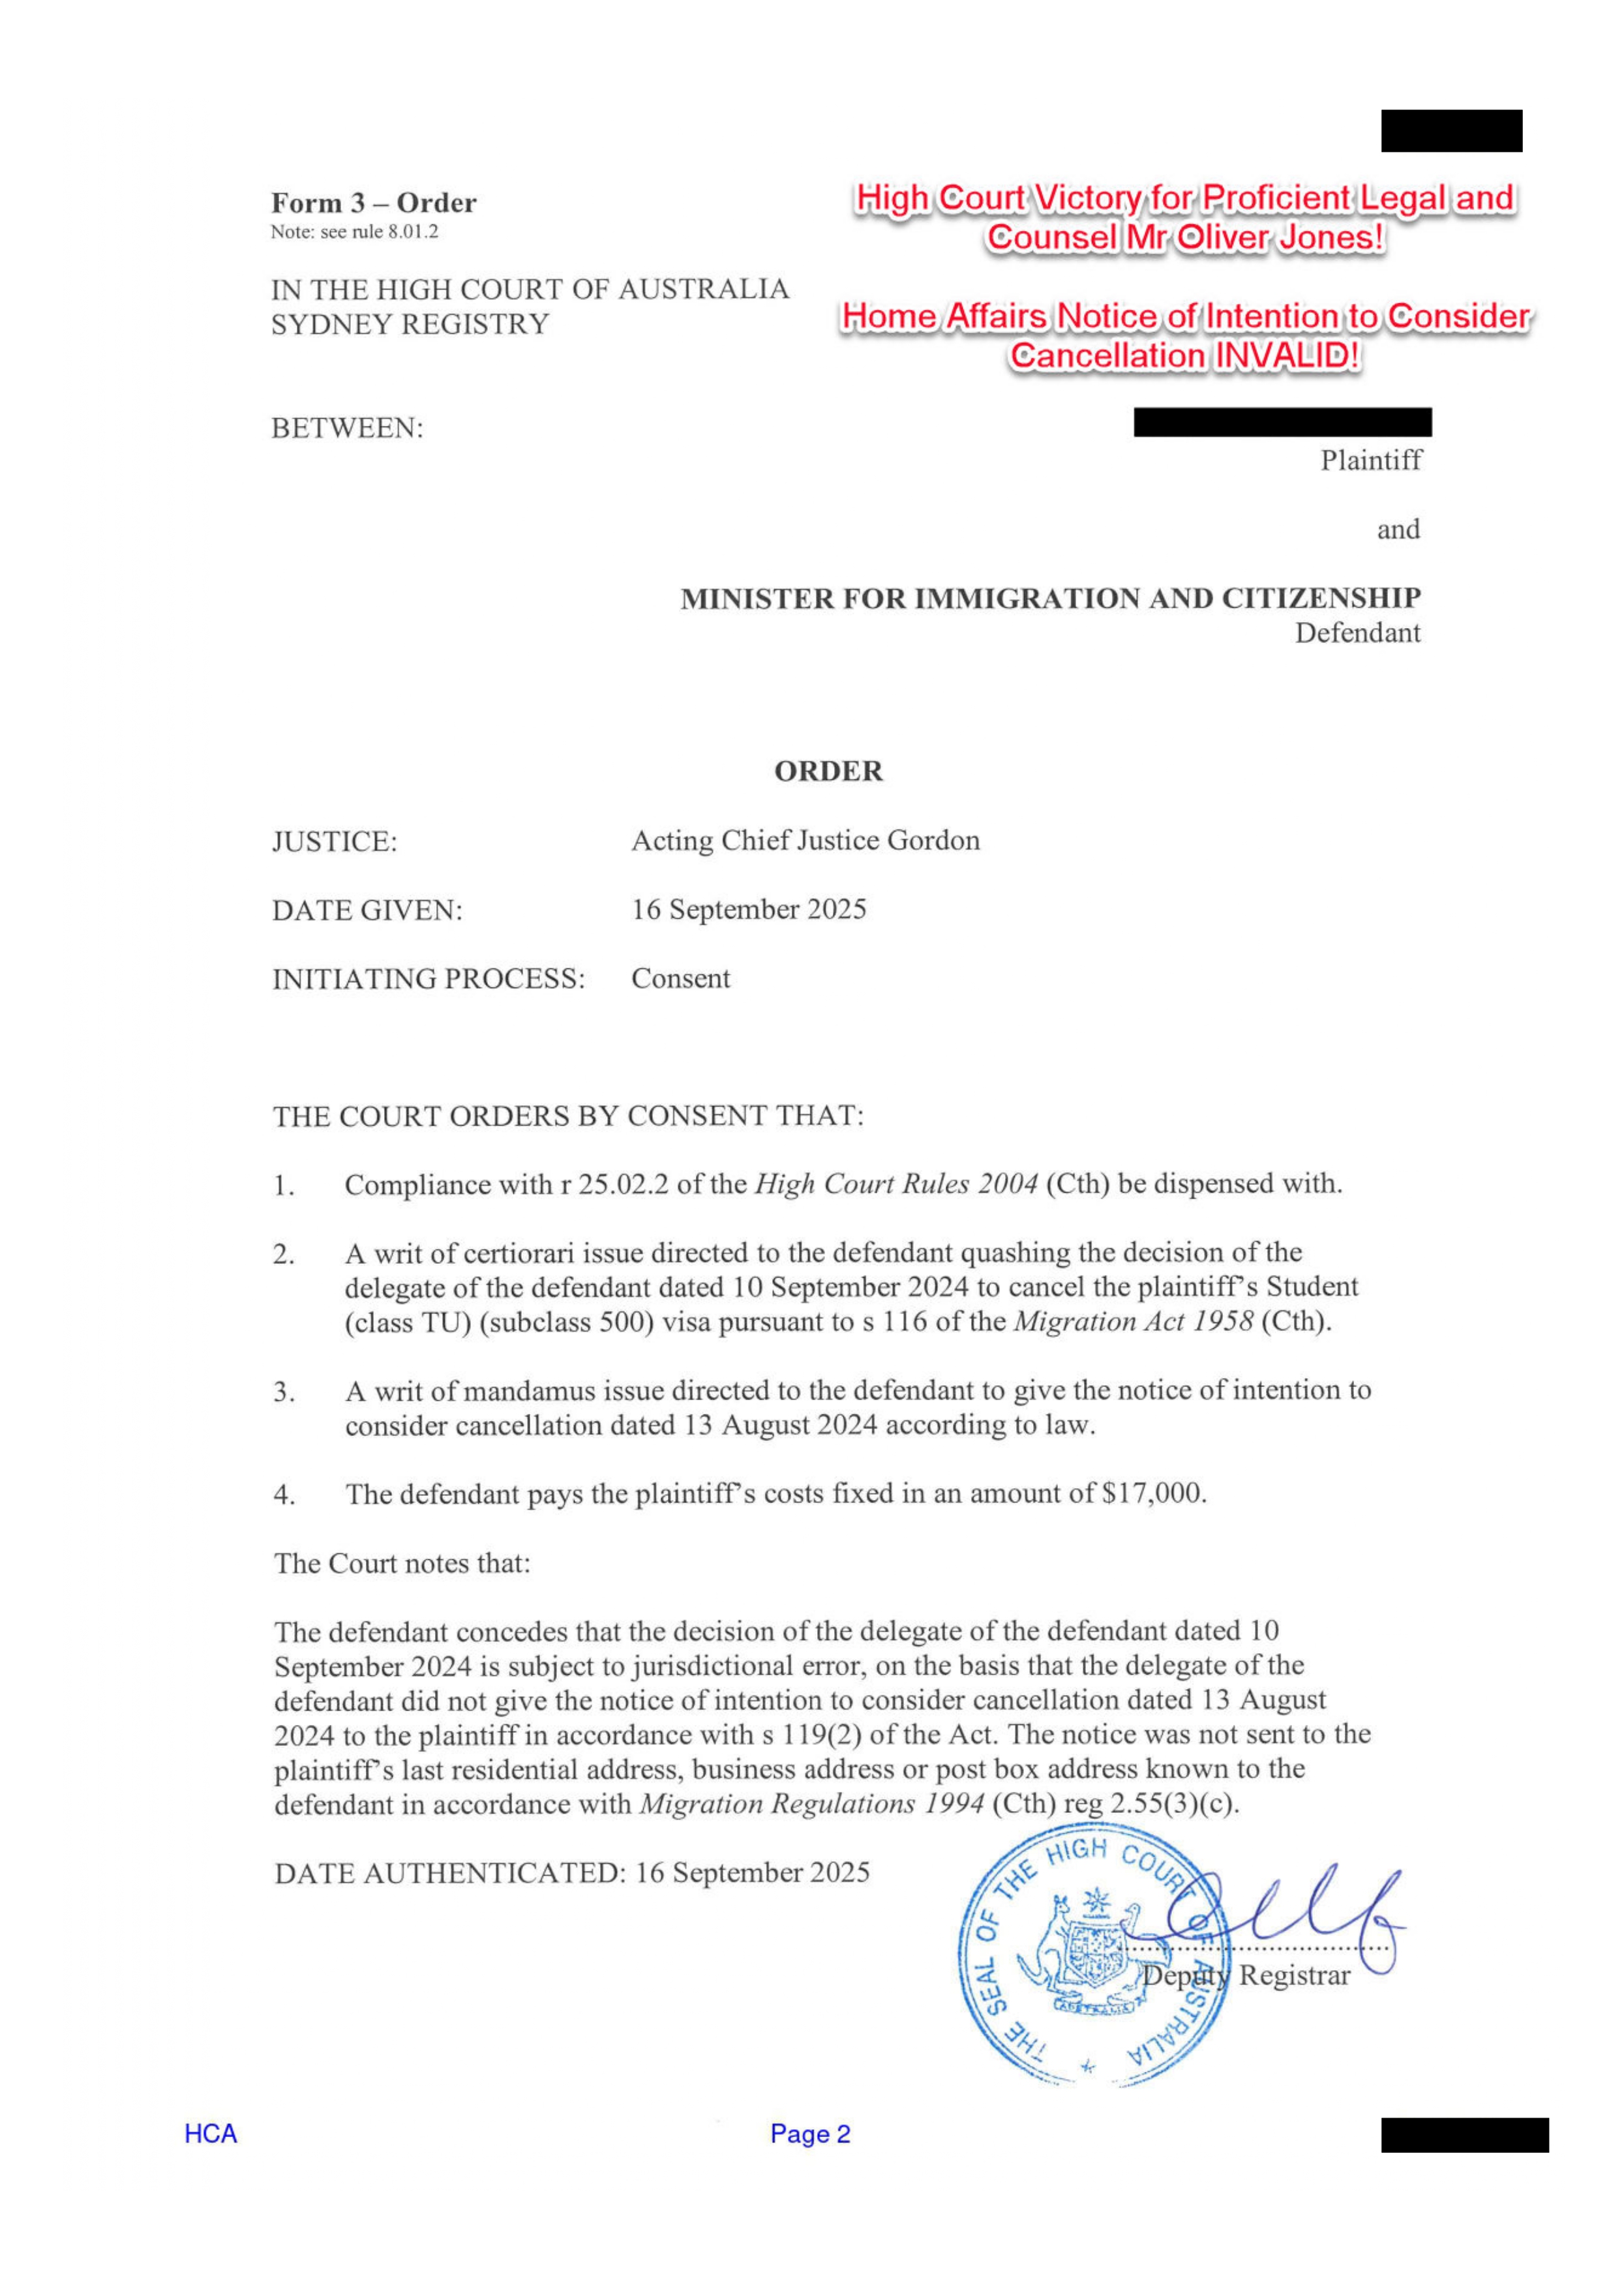 Form 3 – Order
Note: see rule 8.01.2
High Court Victory for Proficient Legal and
Counsel Mr Oliver Jones!
IN THE HIGH COURT OF AUSTRALIA
SYDNEY REGISTRY
Home Affairs Notice of Intention to Consider
Cancellation INVALID!
BETWEEN:
Plaintiff
and
MINISTER FOR IMMIGRATION AND CITIZENSHIP
Defendant
ORDER
JUSTICE: Acting Chief Justice Gordon
DATE GIVEN: 16 September 2025
INITIATING PROCESS: Consent
THE COURT ORDERS BY CONSENT THAT:
1. Compliance with r 25.02.2 of the High Court Rules 2004 (Cth) be dispensed with.
2. A writ of certiorari issue directed to the defendant quashing the decision of the
delegate of the defendant dated 10 September 2024 to cancel the plaintiff's Student
(class TU) (subclass 500) visa pursuant to s 116 of the Migration Act 1958 (Cth).
3. A writ of mandamus issue directed to the defendant to give the notice of intention to
consider cancellation dated 13 August 2024 according to law.
4. The defendant pays the plaintiff's costs fixed in an amount of $17,000.
The Court notes that:
The defendant concedes that the decision of the delegate of the defendant dated 10
September 2024 is subject to jurisdictional error, on the basis that the delegate of the
defendant did not give the notice of intention to consider cancellation dated 13 August
2024 to the plaintiff in accordance with s 119(2) of the Act. The notice was not sent to the
plaintiff's last residential address, business address or post box address known to the
defendant in accordance with Migration Regulations 1994 (Cth) reg 2.55(3)(c).
DATE AUTHENTICATED: 16 September 2025
THE SEAL OF THE HIGH COURT OF AUSTRALIA
AUSTRALIA
Deputy Registrar
HCA Page 2